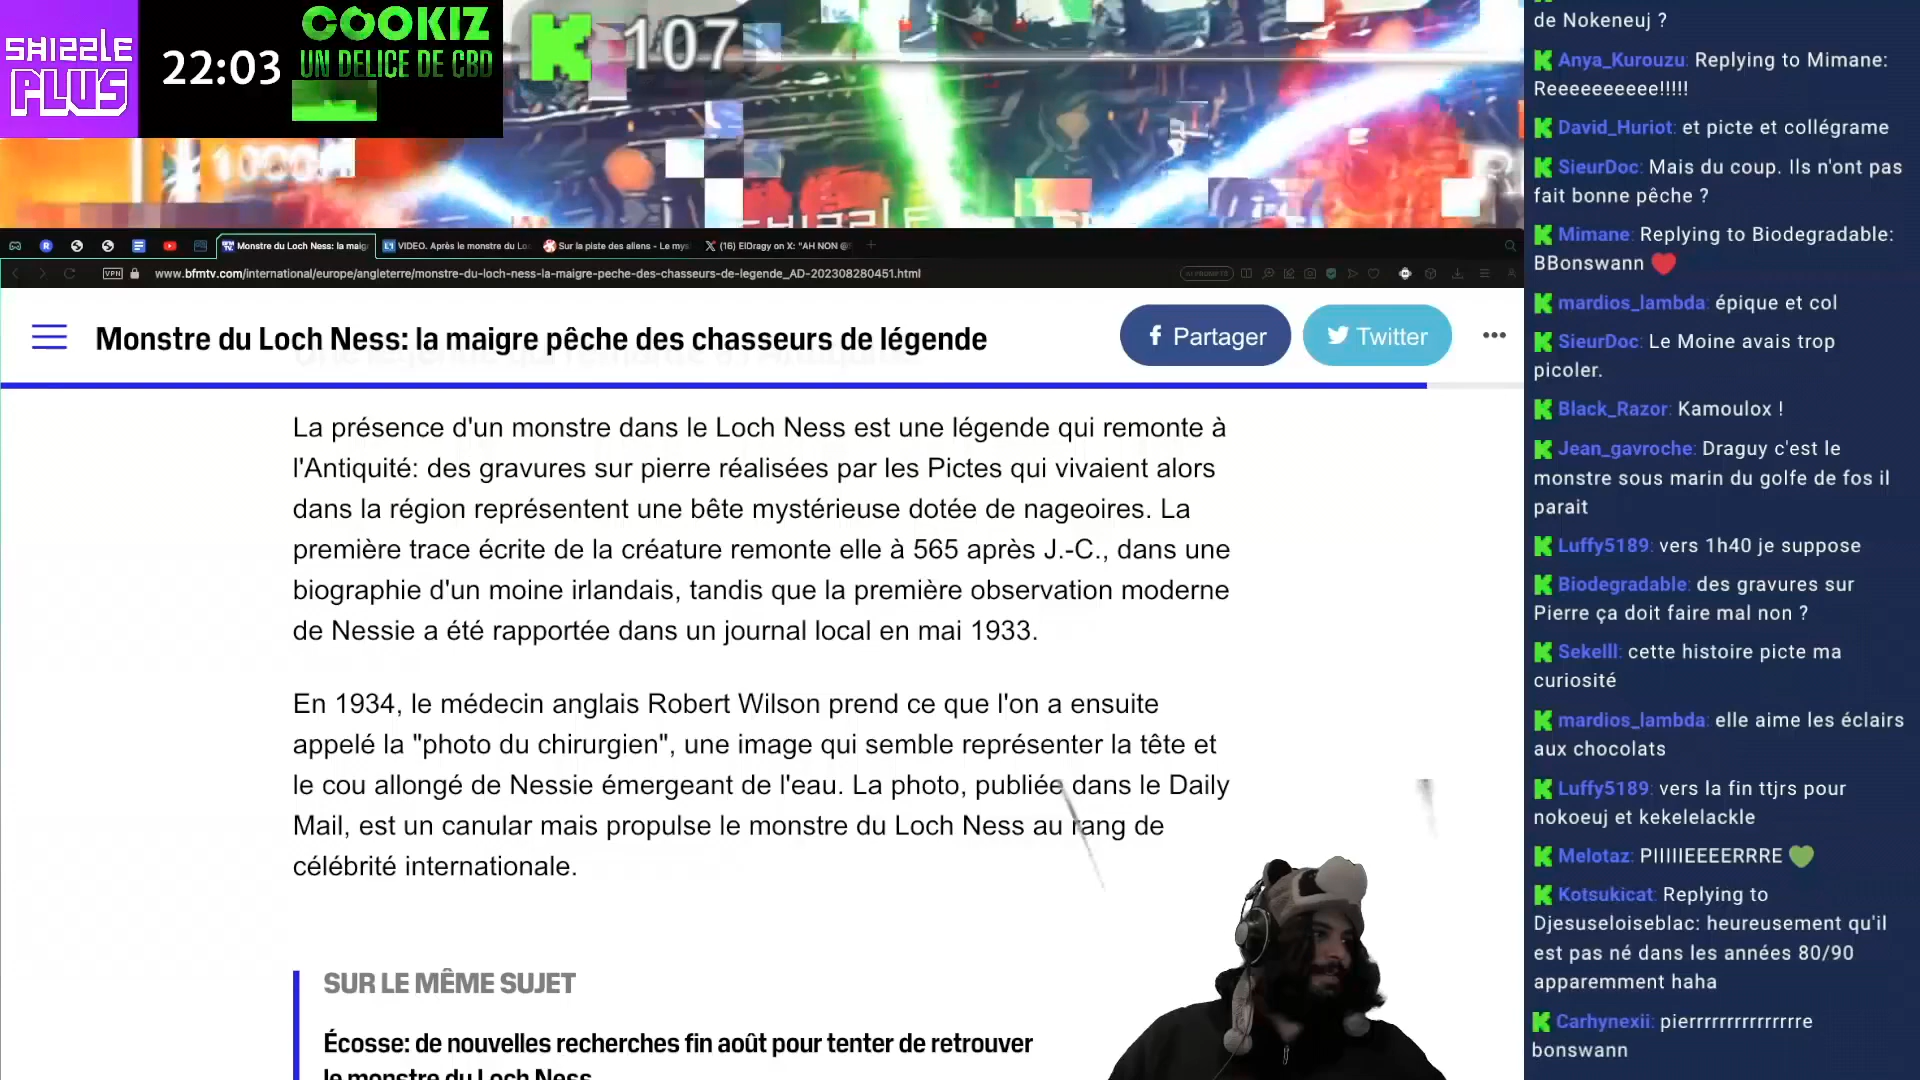 SHIZZLE
PLUS
22:03
COOKIZ
UN DELICE DE CBD
K 107
Monstre du Loch Ness: la maig
VIDEO. Après le monstre du Lo
Sur la piste des aliens - Le mys
(16) ElDragy on X: "AH NON @
VPN
www.bfmtv.com/international/europe/angleterre/monstre-du-loch-ness-la-maigre-peche-des-chasseurs-de-legende_AD-202308280451.html
Monstre du Loch Ness: la maigre pêche des chasseurs de légende
Partager
Twitter
La présence d'un monstre dans le Loch Ness est une légende qui remonte à
l'Antiquité: des gravures sur pierre réalisées par les Pictes qui vivaient alors
dans la région représentent une bête mystérieuse dotée de nageoires. La
première trace écrite de la créature remonte elle à 565 après J.-C., dans une
biographie d'un moine irlandais, tandis que la première observation moderne
de Nessie a été rapportée dans un journal local en mai 1933.
En 1934, le médecin anglais Robert Wilson prend ce que l'on a ensuite
appelé la "photo du chirurgien", une image qui semble représenter la tête et
le cou allongé de Nessie émergeant de l'eau. La photo, publiée dans le Daily
Mail, est un canular mais propulse le monstre du Loch Ness au rang de
célébrité internationale.
SUR LE MÊME SUJET
Écosse: de nouvelles recherches fin août pour tenter de retrouver
le monstre du Loch Ness
de Nokeneuj ?
Anya_Kurouzu: Replying to Mimane:
Reeeeeeeeee!!!!!
David_Huriot: et picte et collégrame
SieurDoc: Mais du coup. Ils n'ont pas
fait bonne pêche ?
Mimane: Replying to Biodegradable:
BBonswann
mardios_lambda: épique et col
SieurDoc: Le Moine avais trop
picoler.
Black_Razor: Kamoulox !
Jean_gavroche: Draguy c'est le
monstre sous marin du golfe de fos il
parait
Luffy5189: vers 1h40 je suppose
Biodegradable: des gravures sur
Pierre ça doit faire mal non ?
Sekelll: cette histoire picte ma
curiosité
mardios_lambda: elle aime les éclairs
aux chocolats
Luffy5189: vers la fin ttjrs pour
nokoeuj et kekelelackle
Melotaz: PIIIIIEEEERRRE
Kotsukicat: Replying to
Djesuseloiseblac: heureusement qu'il
est pas né dans les années 80/90
apparemment haha
Carhynexii: pierrrrrrrrrrrrrre
bonswann